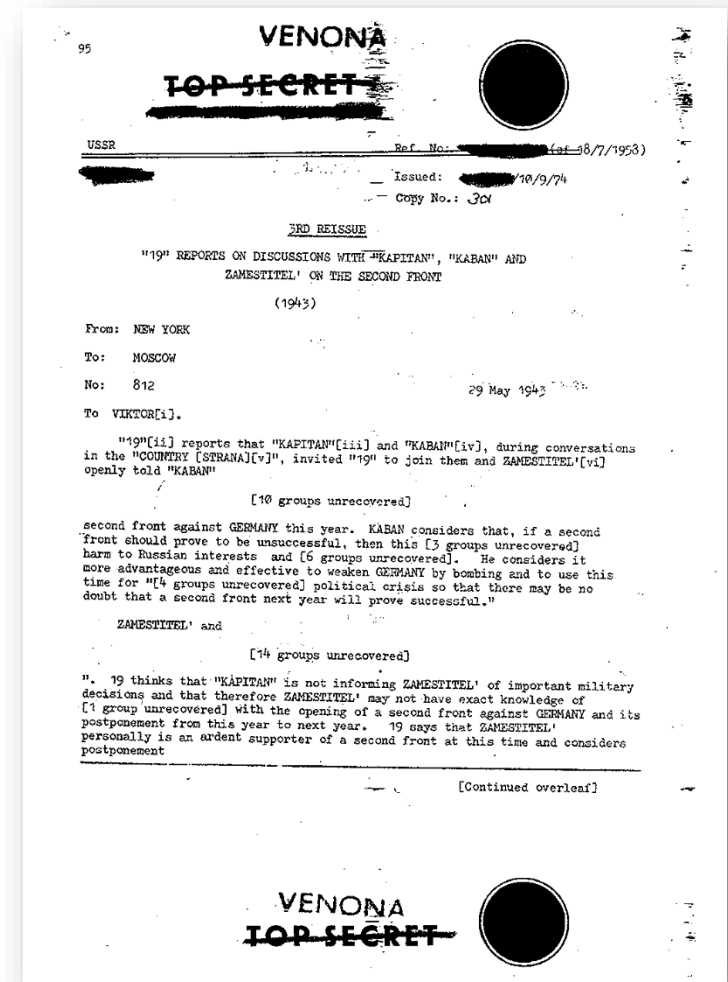 95
VENONA
TOP SECRET
USSR
Ref. No: (of 18/7/1953)
Issued: /10/9/74
Copy No.: 301
3RD REISSUE
"19" REPORTS ON DISCUSSIONS WITH "KAPITAN", "KABAN" AND
ZAMESTITEL' ON THE SECOND FRONT
(1943)
From: NEW YORK
To: MOSCOW
No: 812
29 May 1943
To VIKTOR[i].
"19"[ii] reports that "KAPITAN"[iii] and "KABAN"[iv], during conversations
in the "COUNTRY [STRANA][v]", invited "19" to join them and ZAMESTITEL'[vi]
openly told "KABAN"
[10 groups unrecovered]
second front against GERMANY this year. KABAN considers that, if a second
front should prove to be unsuccessful, then this [3 groups unrecovered]
harm to Russian interests and [6 groups unrecovered]. He considers it
more advantageous and effective to weaken GERMANY by bombing and to use this
time for "[4 groups unrecovered] political crisis so that there may be no
doubt that a second front next year will prove successful."
ZAMESTITEL' and
[14 groups unrecovered]
". 19 thinks that "KAPITAN" is not informing ZAMESTITEL' of important military
decisions and that therefore ZAMESTITEL' may not have exact knowledge of
[1 group unrecovered] with the opening of a second front against GERMANY and its
postponement from this year to next year. 19 says that ZAMESTITEL'
personally is an ardent supporter of a second front at this time and considers
postponement
[Continued overleaf]
VENONA
TOP SECRET